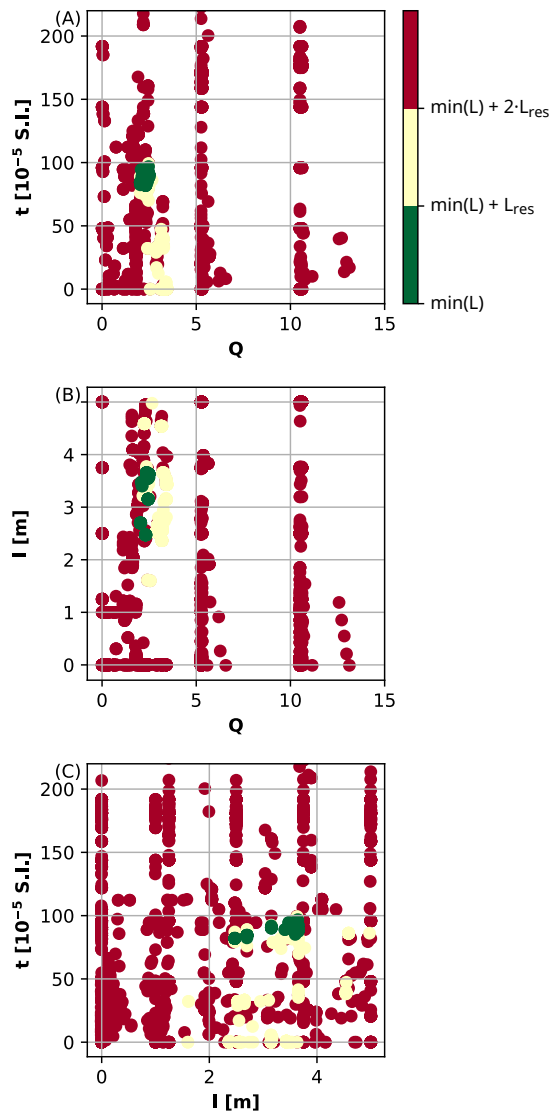 (A)
200
150
100
50
0
t [10⁻⁵ S.I.]
0 5 10 15
Q
min(L) + 2·Lres
min(L) + Lres
min(L)
(B)
4
3
2
1
0
l [m]
0 5 10 15
Q
(C)
200
150
100
50
0
t [10⁻⁵ S.I.]
0 2 4
l [m]